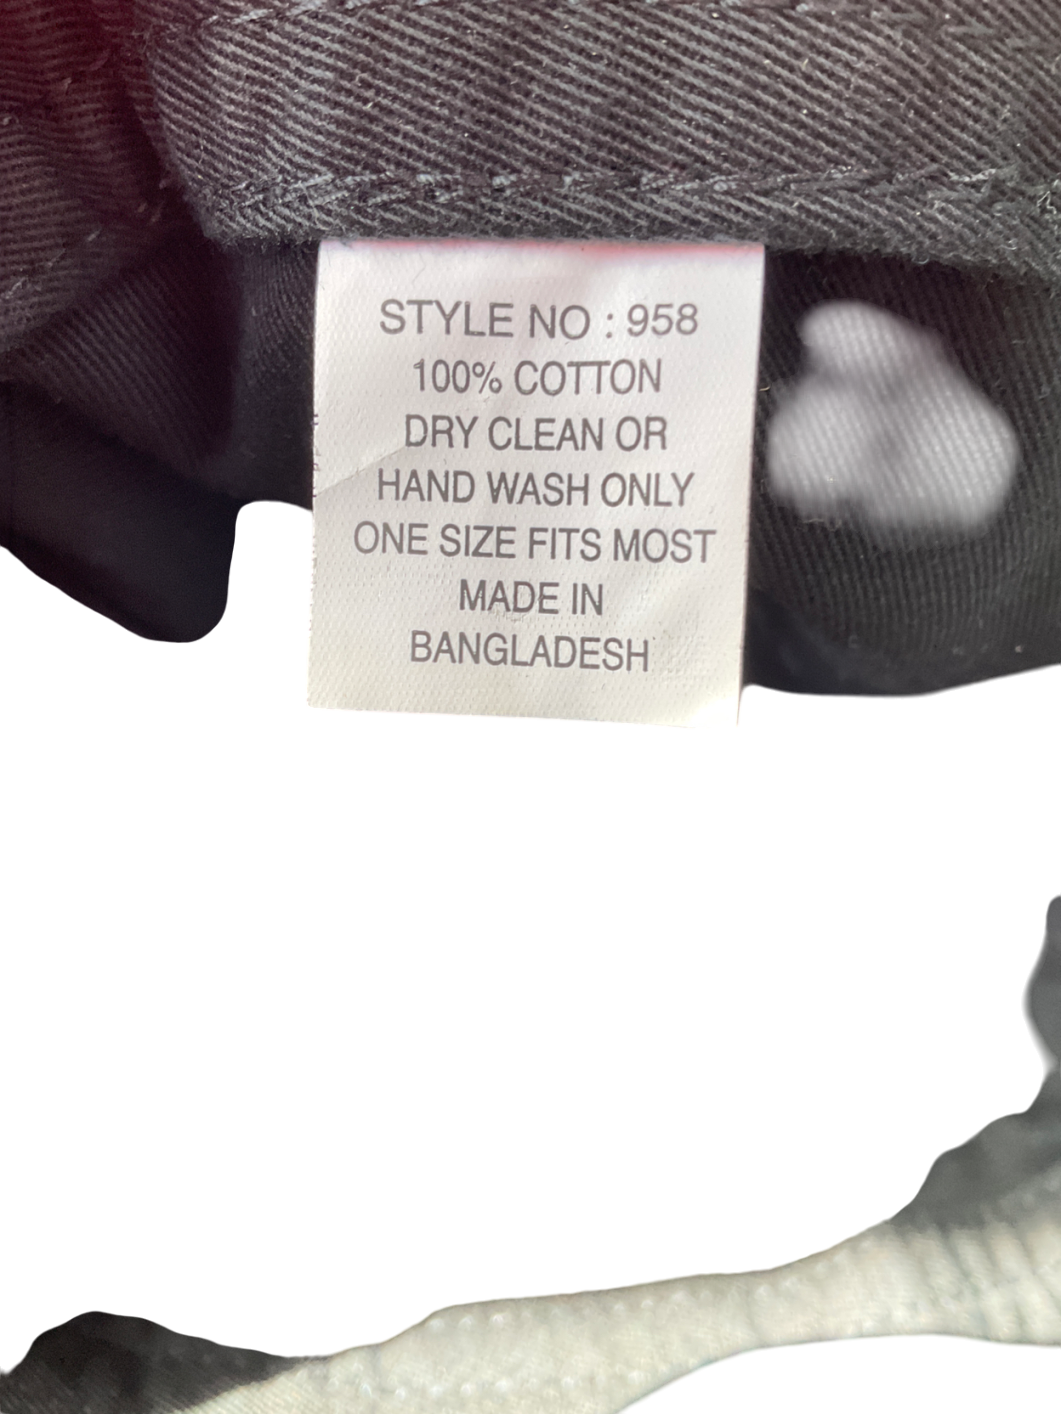 STYLE NO : 958
100% COTTON
DRY CLEAN OR
HAND WASH ONLY
ONE SIZE FITS MOST
MADE IN
BANGLADESH